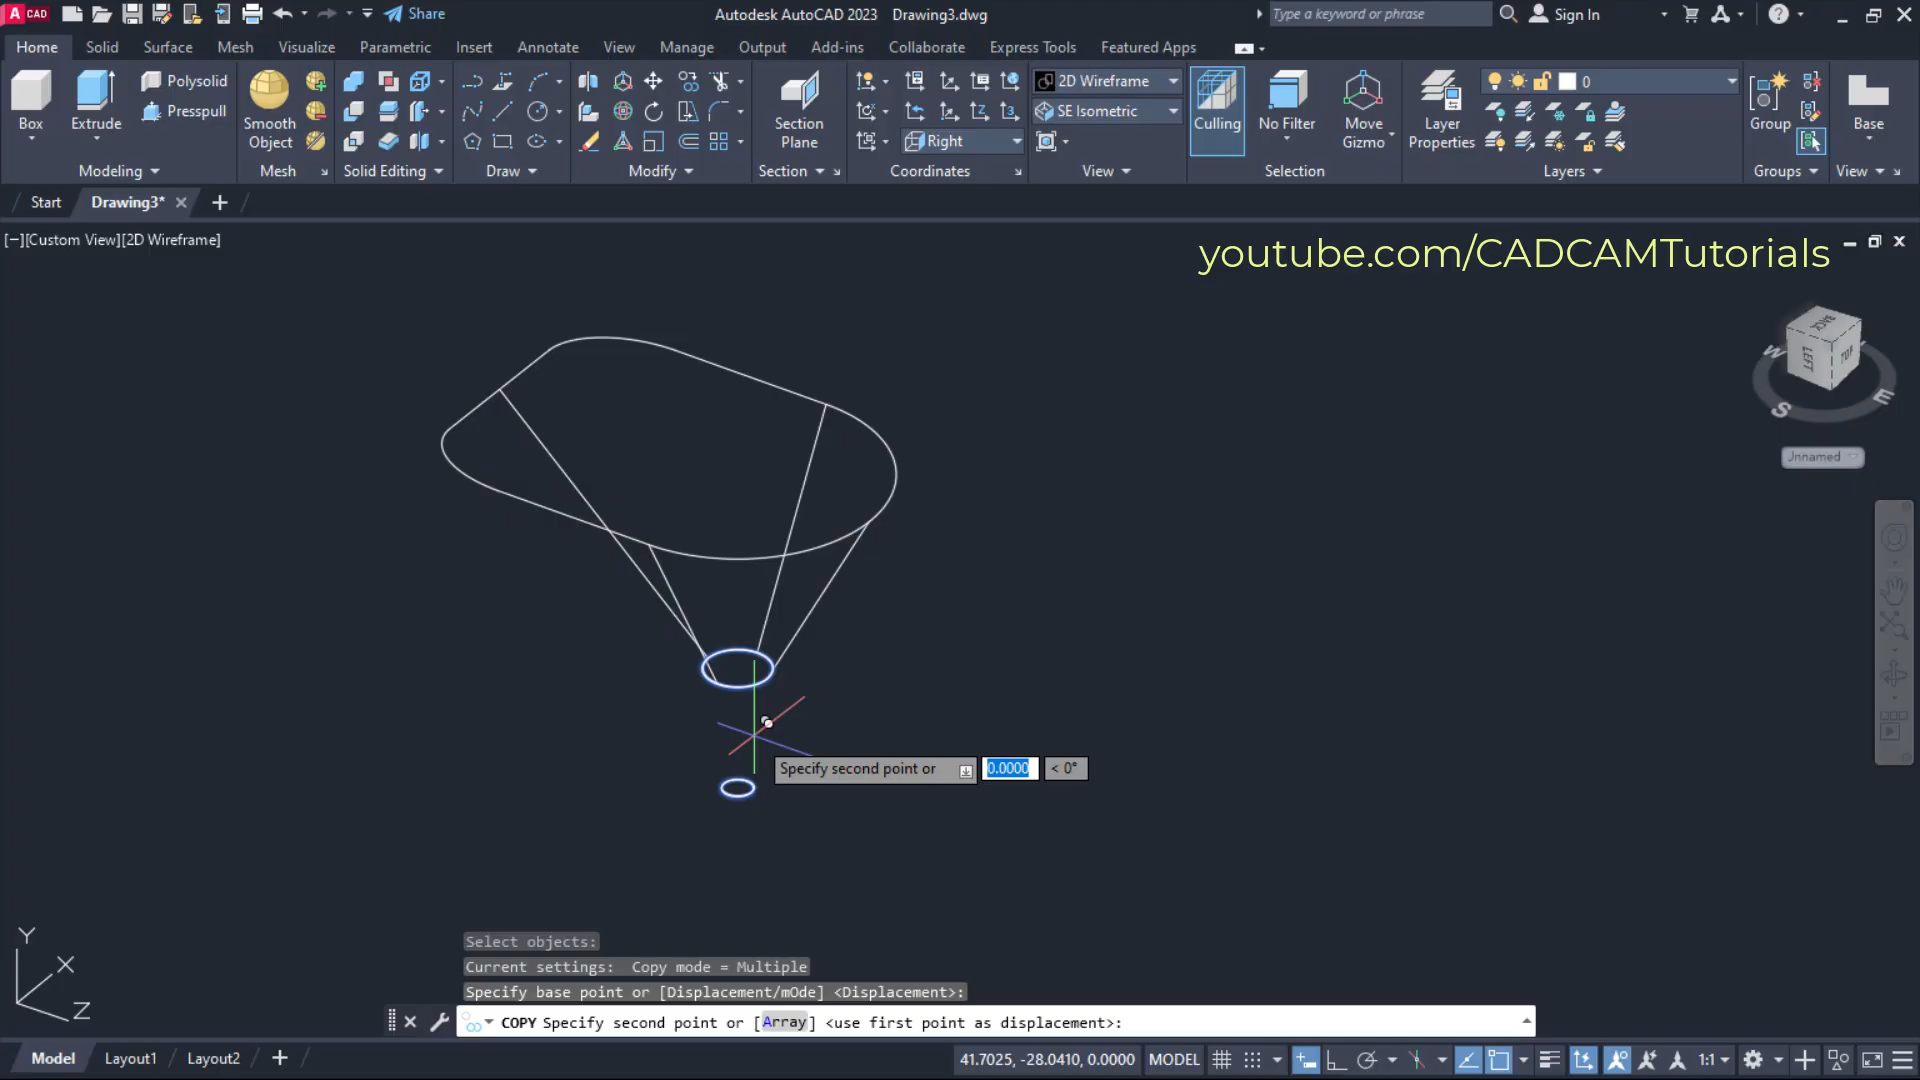 CAD Share Autodesk AutoCAD 2023 Drawing3.dwg Type a keyword or phrase Sign In
Home Solid Surface Mesh Visualize Parametric Insert Annotate View Manage Output Add-ins Collaborate Express Tools Featured Apps
Box Extrude Polysolid Presspull Smooth Object Section Plane 2D Wireframe SE Isometric Right Culling No Filter Move Gizmo Layer Properties 0 Group Base
Modeling Mesh Solid Editing Draw Modify Section Coordinates View Selection Layers Groups View
Start Drawing3*
[−][Custom View][2D Wireframe]
youtube.com/CADCAMTutorials
BACK
LEFT TOP
W S E
Jnnamed
Specify second point or 0.0000 < 0°
Y
X
Z
Select objects:
Current settings: Copy mode = Multiple
Specify base point or [Displacement/mOde] <Displacement>:
COPY Specify second point or [Array] <use first point as displacement>:
Model Layout1 Layout2 41.7025, -28.0410, 0.0000 MODEL 1:1